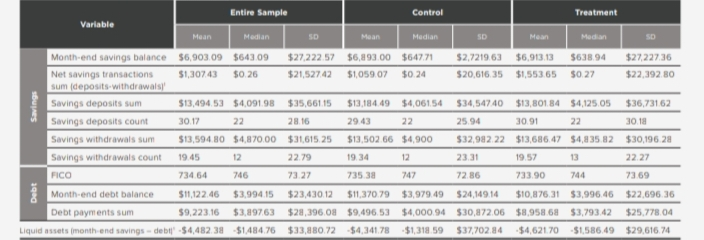 Variable Entire Sample Control Treatment
Mean Median SD Mean Median SD Mean Median SD
Savings
Month-end savings balance $6,903.09 $643.09 $27,222.57 $6,893.00 $647.71 $2,7219.63 $6,913.13 $638.94 $27,227.36
Net savings transactions
sum (deposits-withdrawals)¹ $1,307.43 $0.26 $21,527.42 $1,059.07 $0.24 $20,616.35 $1,553.65 $0.27 $22,392.80
Savings deposits sum $13,494.53 $4,091.98 $35,661.15 $13,184.49 $4,061.54 $34,547.40 $13,801.84 $4,125.05 $36,731.62
Savings deposits count 30.17 22 28.16 29.43 22 25.94 30.91 22 30.18
Savings withdrawals sum $13,594.80 $4,870.00 $31,615.25 $13,502.66 $4,900 $32,982.22 $13,686.47 $4,835.82 $30,196.28
Savings withdrawals count 19.45 12 22.79 19.34 12 23.31 19.57 13 22.27
Debt
FICO 734.64 746 73.27 735.38 747 72.86 733.90 744 73.69
Month-end debt balance $11,122.46 $3,994.15 $23,430.12 $11,370.79 $3,979.49 $24,149.14 $10,876.31 $3,996.46 $22,696.36
Debt payments sum $9,223.16 $3,897.63 $28,396.08 $9,496.53 $4,000.94 $30,872.06 $8,958.68 $3,793.42 $25,778.04
Liquid assets (month-end savings – debt)¹ -$4,482.38 -$1,484.76 $33,880.72 -$4,341.78 -$1,318.59 $37,702.84 -$4,621.70 -$1,586.49 $29,616.74